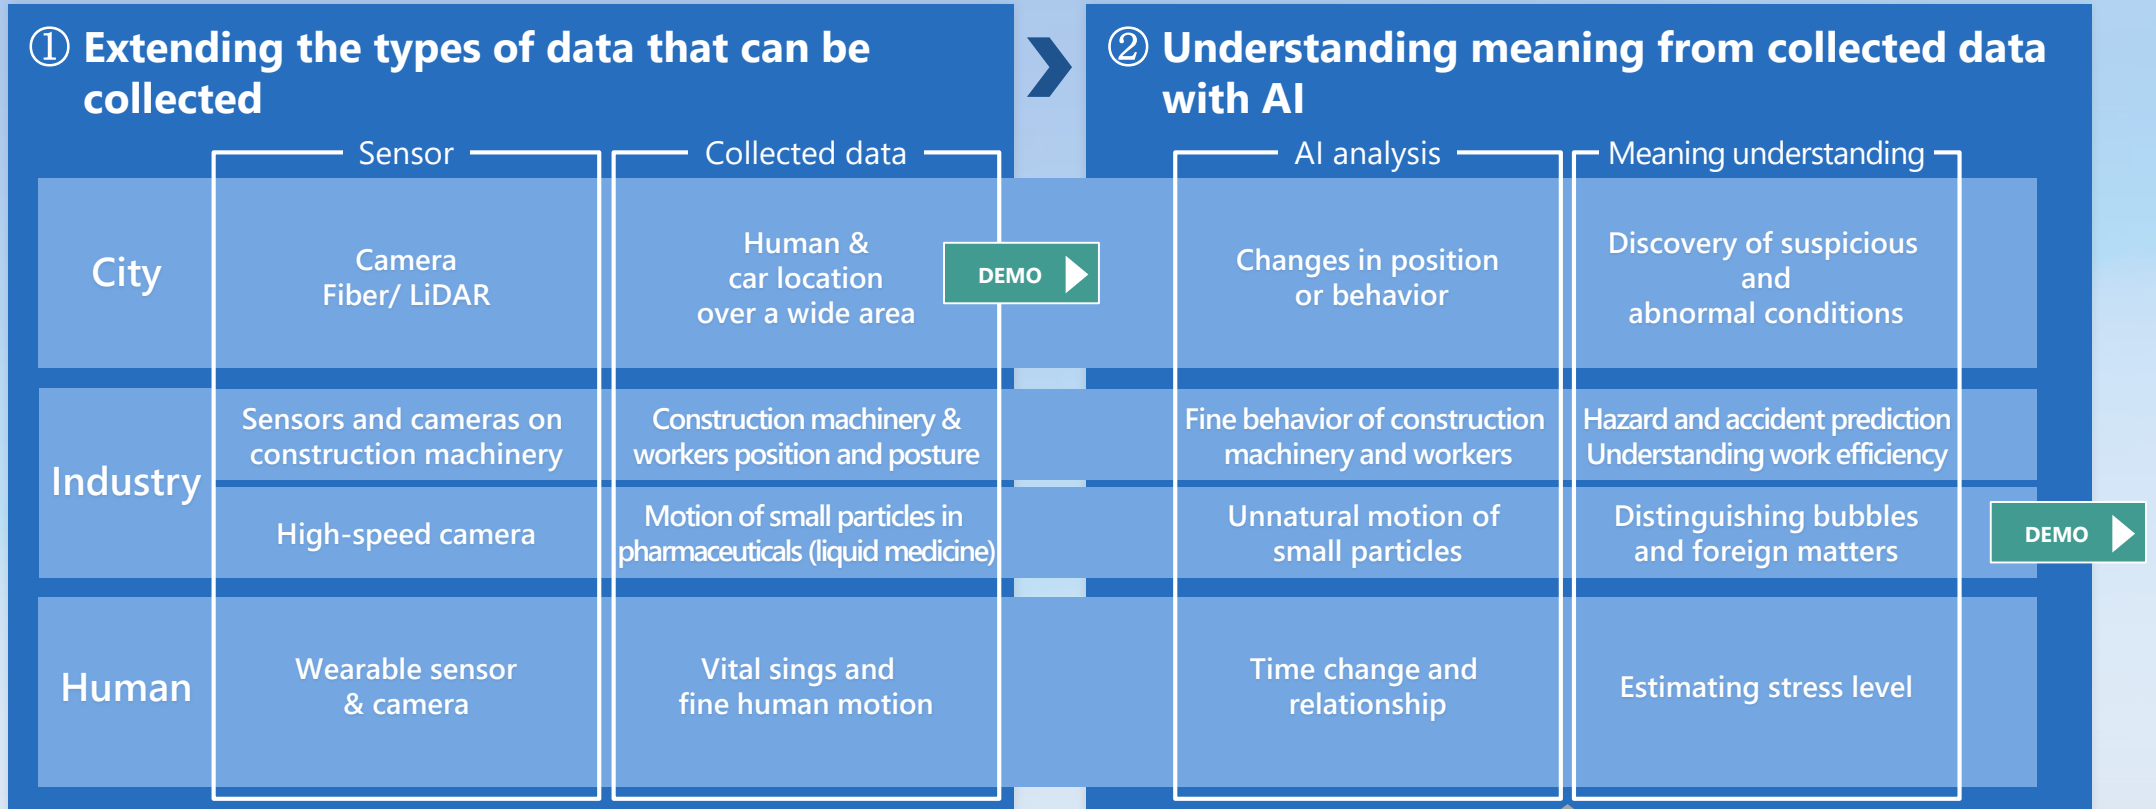 ① Extending the types of data that can be
collected
② Understanding meaning from collected data
with AI
Sensor
Collected data
AI analysis
Meaning understanding
City
Camera
Fiber/ LiDAR
Human &
car location
over a wide area
DEMO
Changes in position
or behavior
Discovery of suspicious
and
abnormal conditions
Industry
Sensors and cameras on
construction machinery
Construction machinery &
workers position and posture
Fine behavior of construction
machinery and workers
Hazard and accident prediction
Understanding work efficiency
High-speed camera
Motion of small particles in
pharmaceuticals (liquid medicine)
Unnatural motion of
small particles
Distinguishing bubbles
and foreign matters
DEMO
Human
Wearable sensor
& camera
Vital sings and
fine human motion
Time change and
relationship
Estimating stress level